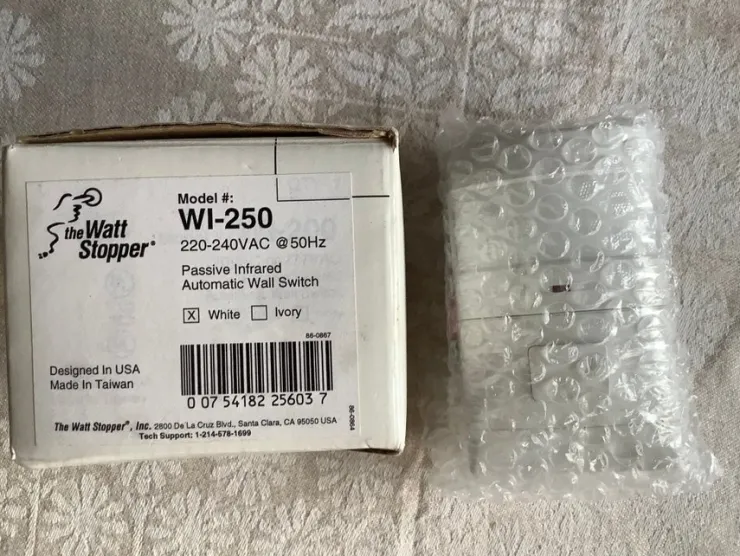 the Watt
Stopper®
Model #:
WI-250
220-240VAC @ 50Hz
Passive Infrared
Automatic Wall Switch
X White Ivory
86-0867
Designed In USA
Made In Taiwan
0 07 54182 25603 7
The Watt Stopper®, Inc. 2800 De La Cruz Blvd., Santa Clara, CA 95050 USA
Tech Support: 1-214-678-1699
86-0864